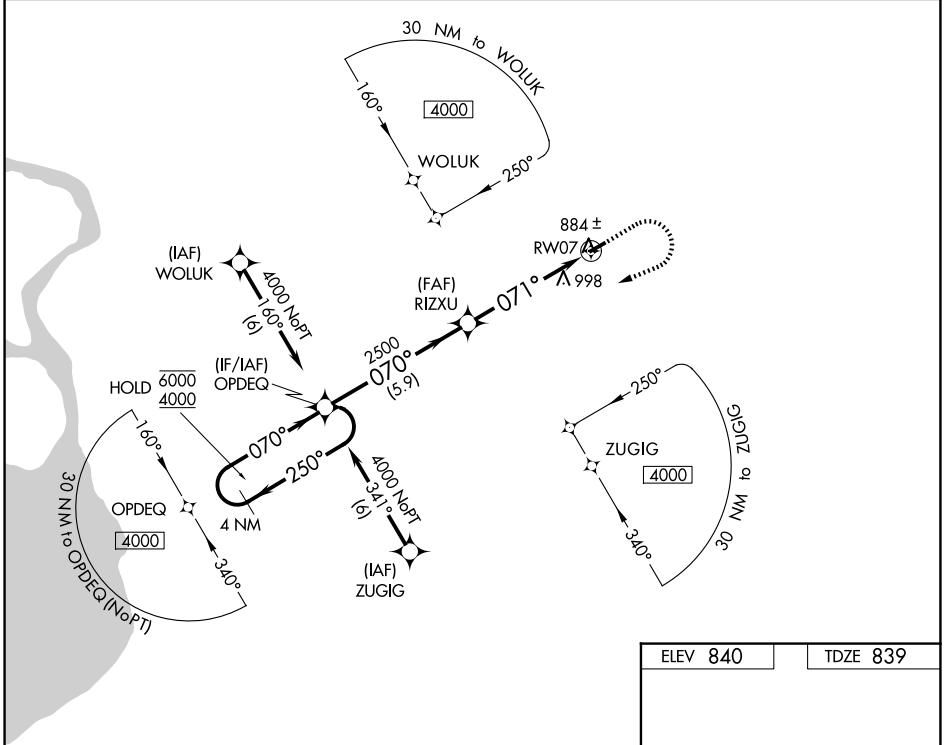 30 NM to WOLUK
160°
4000
WOLUK
250°
884 ±
RW07
998
(IAF)
WOLUK
4000 NoPT
160°
(6)
(FAF)
RIZXU
071°
2500
070°
(5.9)
(IF/IAF)
OPDEQ
HOLD
6000
4000
070°
250°
4 NM
4000 NoPT
341°
(6)
(IAF)
ZUGIG
160°
OPDEQ
4000
340°
30 NM to OPDEQ (NoPT)
250°
ZUGIG
4000
340°
30 NM to ZUGIG
ELEV 840
TDZE 839